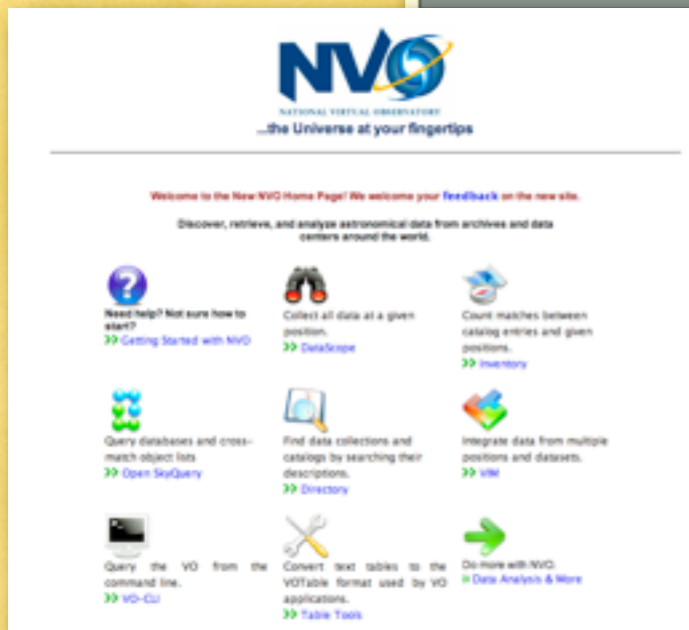 NVO
NATIONAL VIRTUAL OBSERVATORY
...the Universe at your fingertips
Welcome to the New NVO Home Page! We welcome your feedback on the new site.
Discover, retrieve, and analyze astronomical data from archives and data
centers around the world.
Need help? Not sure how to
start?
Getting Started with NVO
Collect all data at a given
position.
DataScope
Count matches between
catalog entries and given
positions.
Inventory
Query databases and cross-
match object lists
Open SkyQuery
Find data collections and
catalogs by searching their
descriptions.
Directory
Integrate data from multiple
positions and datasets.
VIM
Query the VO from the
command line.
VO-CLI
Convert text tables to the
VOTable format used by VO
applications.
Table Tools
Do more with NVO.
Data Analysis & More